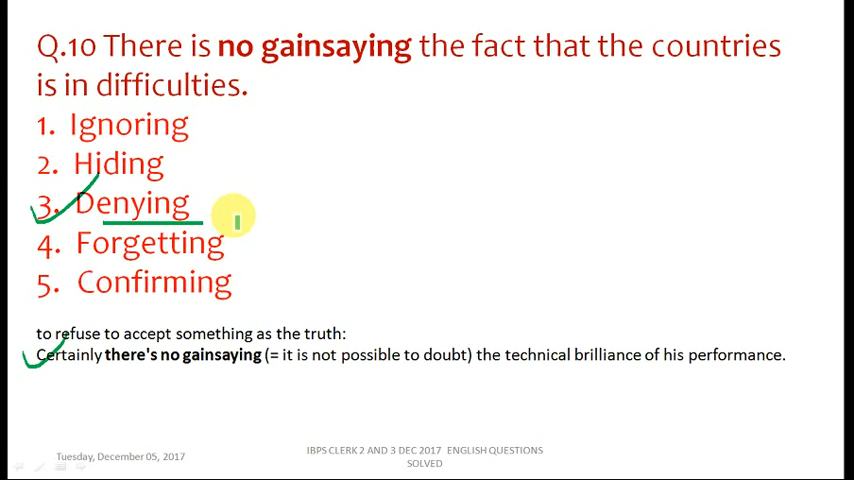 Q.10 There is no gainsaying the fact that the countries
is in difficulties.
1. Ignoring
2. Hiding
3. Denying
4. Forgetting
5. Confirming
to refuse to accept something as the truth:
Certainly there's no gainsaying (= it is not possible to doubt) the technical brilliance of his performance.
Tuesday, December 05, 2017
IBPS CLERK 2 AND 3 DEC 2017 ENGLISH QUESTIONS
SOLVED